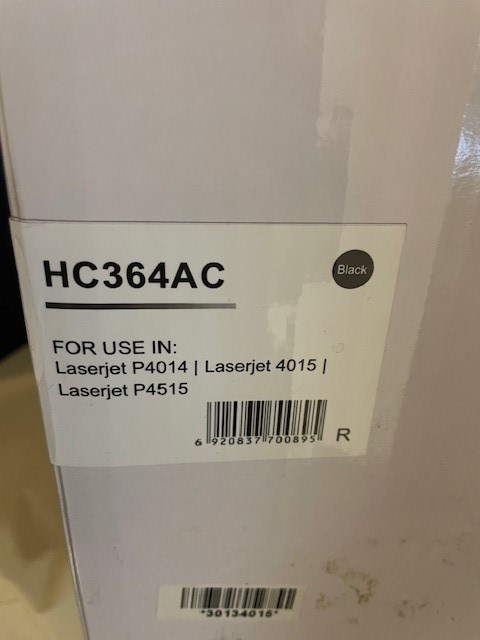 HC364AC
Black
FOR USE IN:
Laserjet P4014 | Laserjet 4015 |
Laserjet P4515
6 920837 700895
R
*30134015*